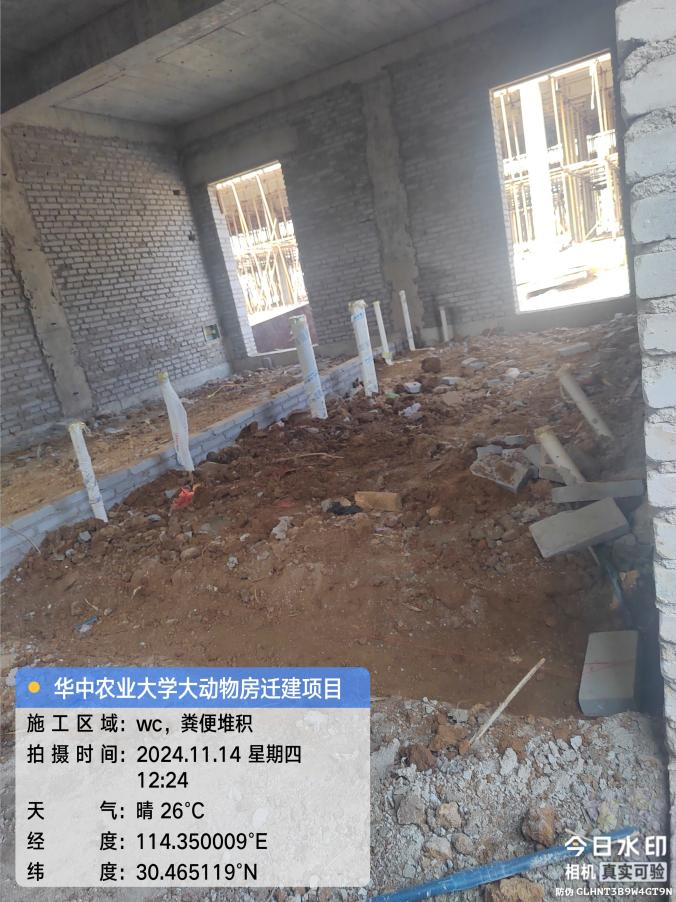 华中农业大学大动物房迁建项目
施工区域：wc，粪便堆积
拍摄时间：2024.11.14 星期四
12:24
天气：晴 26°C
经度：114.350009°E
纬度：30.465119°N
今日水印
相机 真实可验
防伪 GLHNT3B9W4GT9N